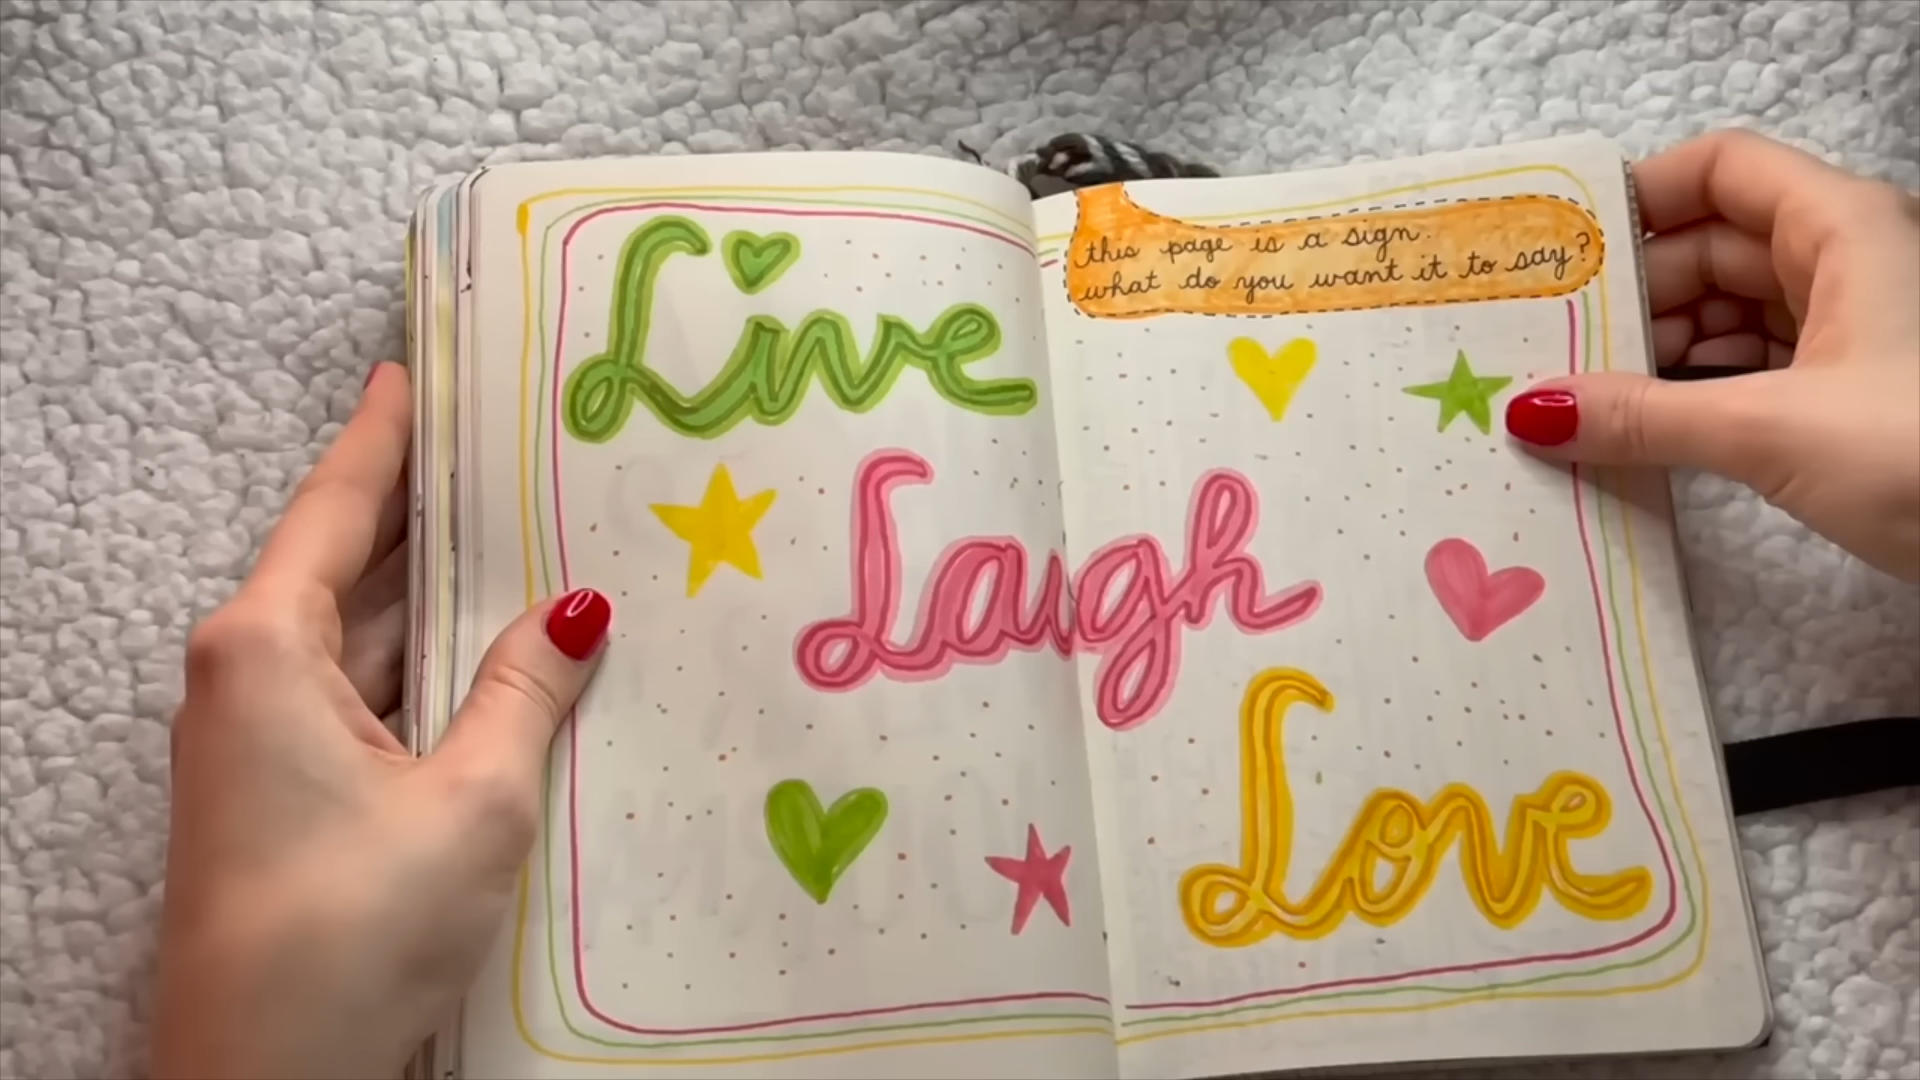 this page is a sign.
what do you want it to say?
Live
Laugh
Love